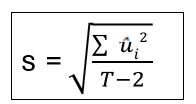 s = √(∑ û_i² / (T−2))